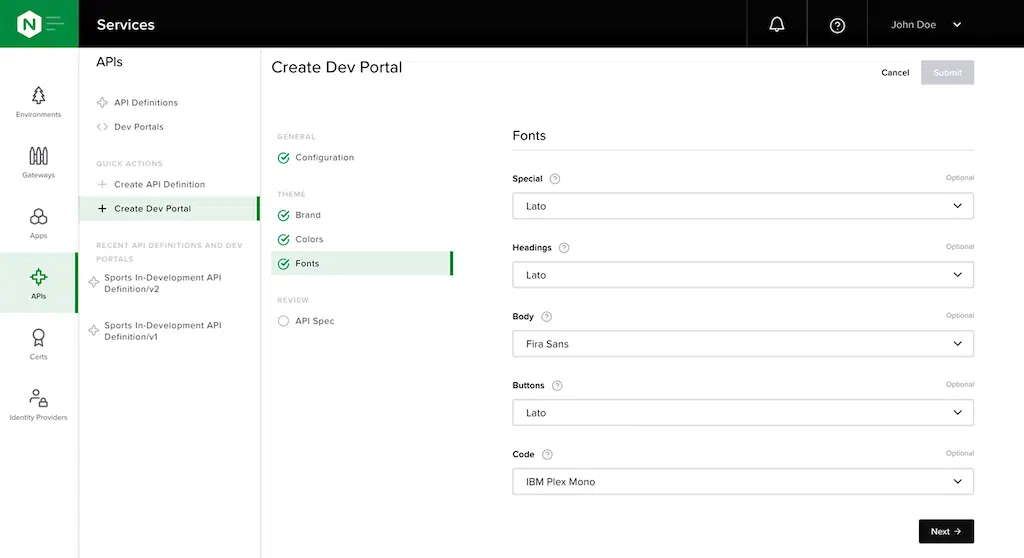 N
Services
John Doe
Environments
Gateways
Apps
APIs
Certs
Identity Providers
APIs
API Definitions
Dev Portals
QUICK ACTIONS
Create API Definition
Create Dev Portal
RECENT API DEFINITIONS AND DEV
PORTALS
Sports In-Development API
Definition/v2
Sports In-Development API
Definition/v1
Create Dev Portal
Cancel
Submit
GENERAL
Configuration
THEME
Brand
Colors
Fonts
REVIEW
API Spec
Fonts
Special Optional
Lato
Headings Optional
Lato
Body Optional
Fira Sans
Buttons Optional
Lato
Code Optional
IBM Plex Mono
Next